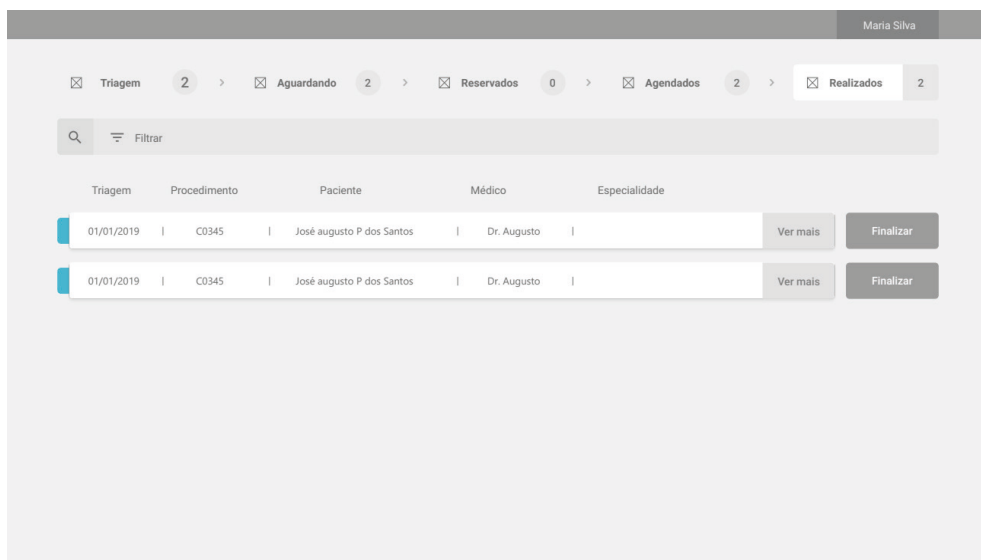 Maria Silva
Triagem 2 > Aguardando 2 > Reservados 0 > Agendados 2 > Realizados 2
Filtrar
Triagem Procedimento Paciente Médico Especialidade
01/01/2019 | C0345 | José augusto P dos Santos | Dr. Augusto | Ver mais Finalizar
01/01/2019 | C0345 | José augusto P dos Santos | Dr. Augusto | Ver mais Finalizar